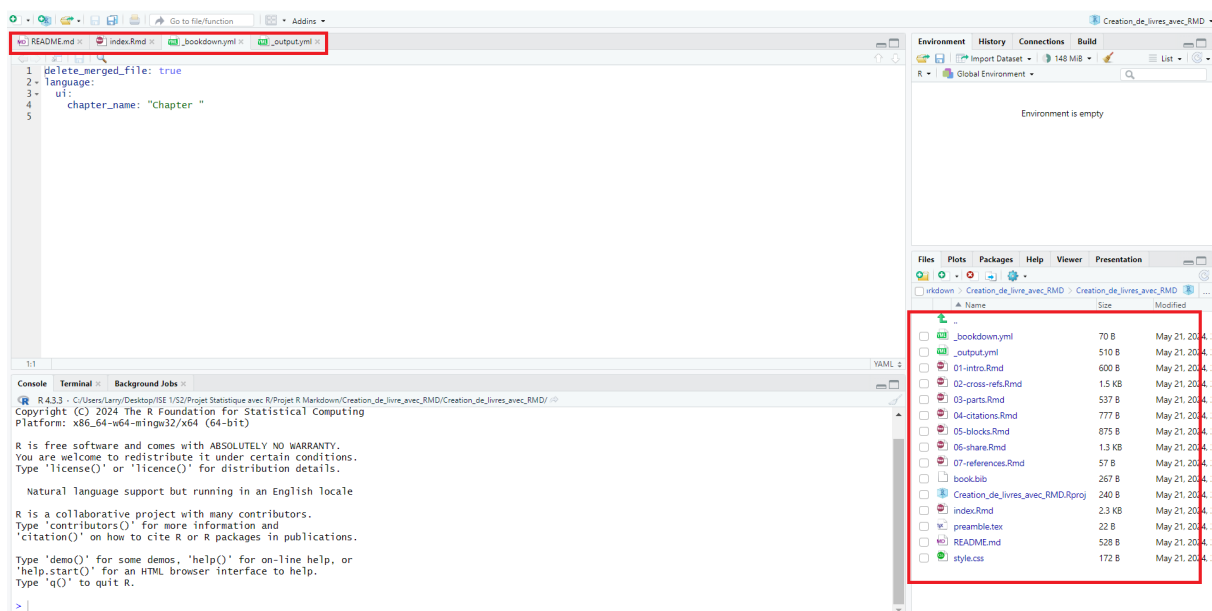 Go to file/function
Addins
Creation_de_livres_avec_RMD
README.md
index.Rmd
_bookdown.yml
_output.yml
1 delete_merged_file: true
2 language:
3 ui:
4 chapter_name: "Chapter "
5
1:1
YAML
Console Terminal Background Jobs
R 4.3.3 · C:/Users/Larry/Desktop/ISE 1/S2/Projet Statistique avec R/Projet R Markdown/Creation_de_livre_avec_RMD/Creation_de_livres_avec_RMD/
Copyright (C) 2024 The R Foundation for Statistical Computing
Platform: x86_64-w64-mingw32/x64 (64-bit)
R is free software and comes with ABSOLUTELY NO WARRANTY.
You are welcome to redistribute it under certain conditions.
Type 'license()' or 'licence()' for distribution details.
Natural language support but running in an English locale
R is a collaborative project with many contributors.
Type 'contributors()' for more information and
'citation()' on how to cite R or R packages in publications.
Type 'demo()' for some demos, 'help()' for on-line help, or
'help.start()' for an HTML browser interface to help.
Type 'q()' to quit R.
>
Environment History Connections Build
Import Dataset 148 MiB List
R Global Environment
Environment is empty
Files Plots Packages Help Viewer Presentation
irkdown > Creation_de_livre_avec_RMD > Creation_de_livres_avec_RMD ...
Name Size Modified
..
_bookdown.yml 70 B May 21, 2024,
_output.yml 510 B May 21, 2024,
01-intro.Rmd 600 B May 21, 2024,
02-cross-refs.Rmd 1.5 KB May 21, 2024,
03-parts.Rmd 537 B May 21, 2024,
04-citations.Rmd 777 B May 21, 2024,
05-blocks.Rmd 875 B May 21, 2024,
06-share.Rmd 1.3 KB May 21, 2024,
07-references.Rmd 57 B May 21, 2024,
book.bib 267 B May 21, 2024,
Creation_de_livres_avec_RMD.Rproj 240 B May 21, 2024,
index.Rmd 2.3 KB May 21, 2024,
preamble.tex 22 B May 21, 2024,
README.md 528 B May 21, 2024,
style.css 172 B May 21, 2024,